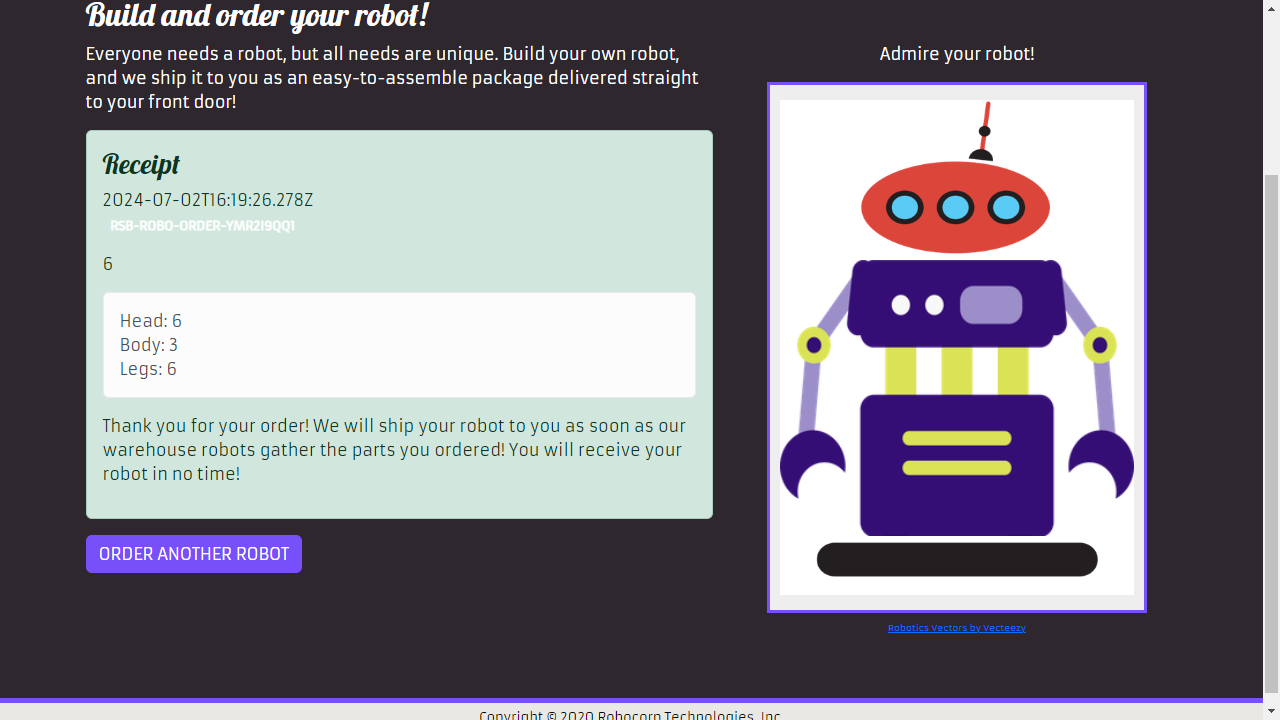 Build and order your robot!
Everyone needs a robot, but all needs are unique. Build your own robot,
and we ship it to you as an easy-to-assemble package delivered straight
to your front door!
Receipt
2024-07-02T16:19:26.278Z
RSB-ROBO-ORDER-YMR2I9QQ1
6
Head: 6
Body: 3
Legs: 6
Thank you for your order! We will ship your robot to you as soon as our
warehouse robots gather the parts you ordered! You will receive your
robot in no time!
ORDER ANOTHER ROBOT
Admire your robot!
Robotics Vectors by Vecteezy
Copyright © 2020 Robocorp Technologies, Inc.